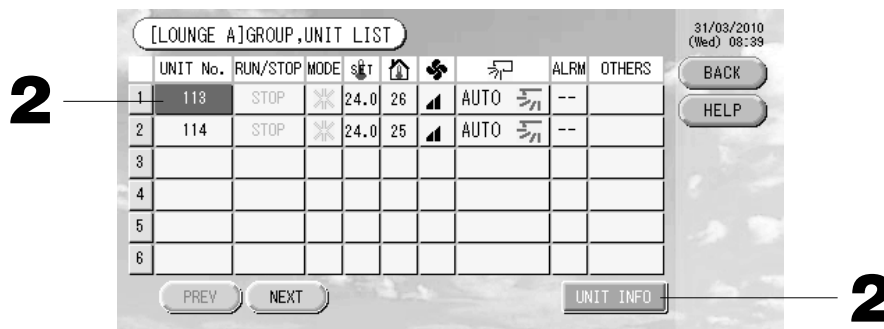 [LOUNGE A]GROUP,UNIT LIST
31/03/2010
(Wed) 08:39
UNIT No. RUN/STOP MODE SET ALRM OTHERS
BACK
2
1 113 STOP 24.0 26 AUTO --
HELP
2 114 STOP 24.0 25 AUTO --
3
4
5
6
PREV NEXT UNIT INFO
2